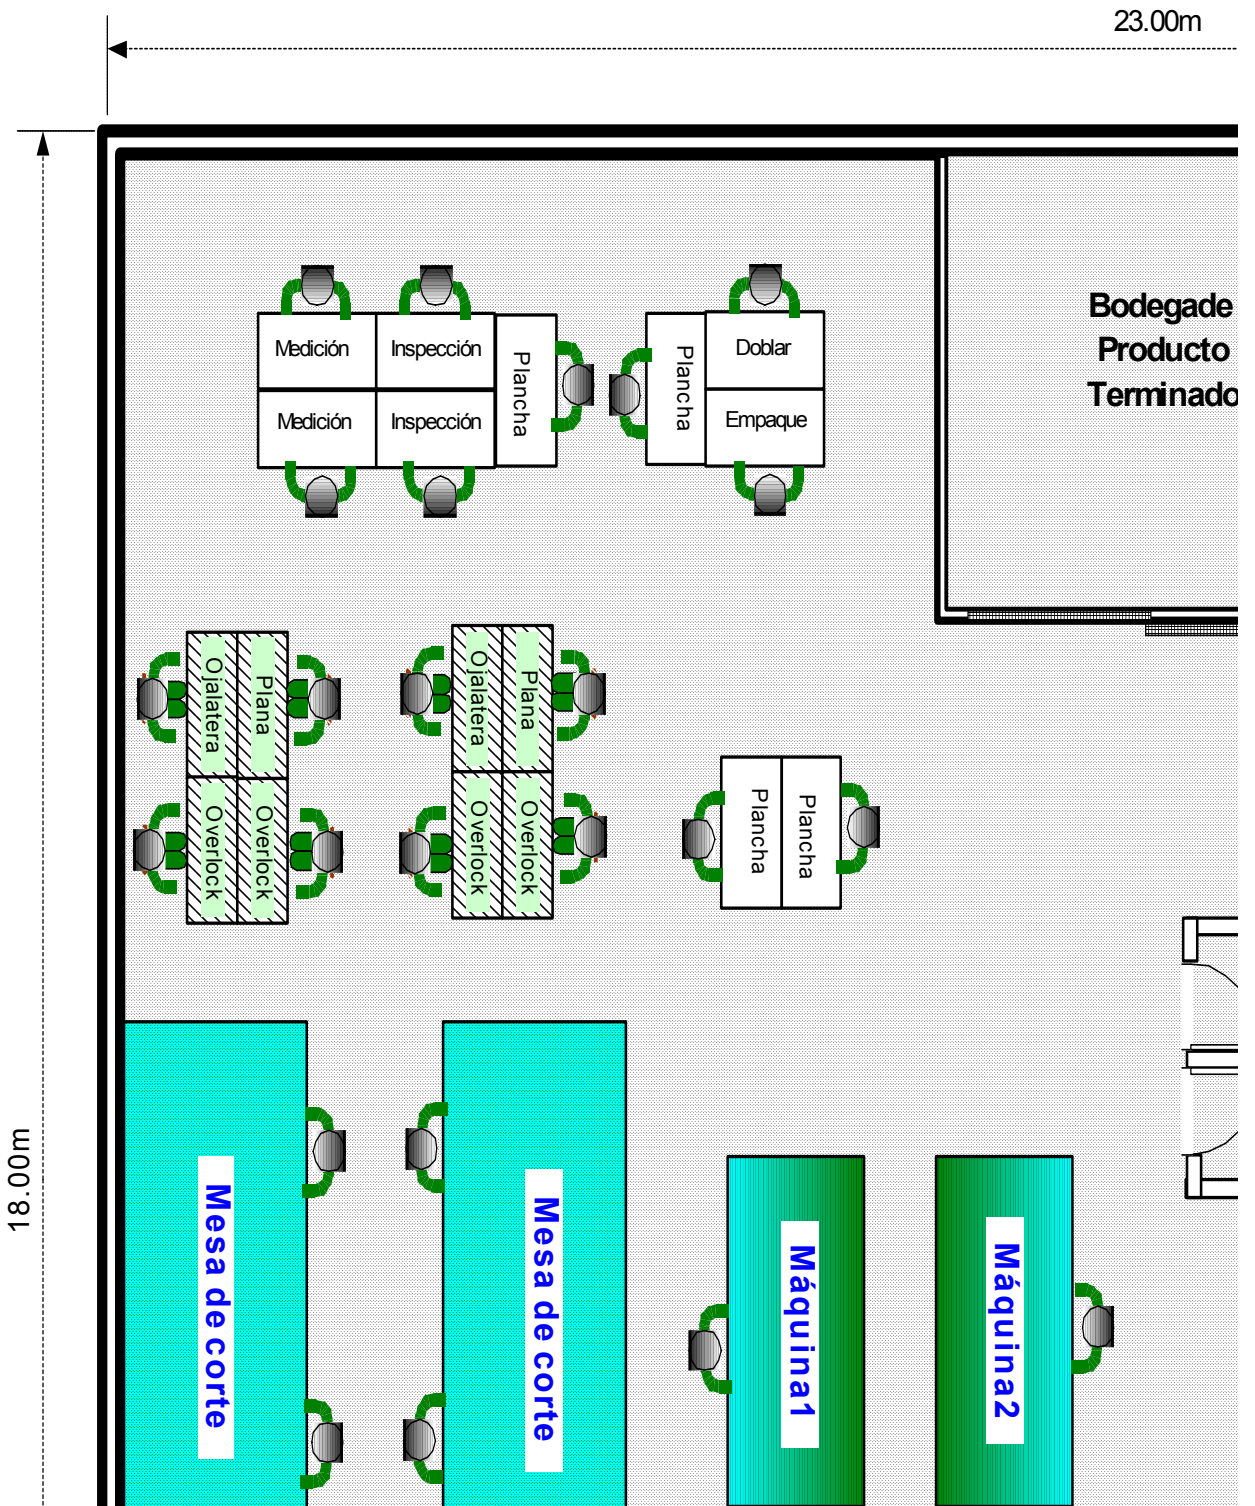 23.00m
Bodegade
Producto
Terminado
Medición
Inspección
Plancha
Plancha
Doblar
Medición
Inspección
Empaque
Ojalatera
Plana
Ojalatera
Plana
Overlock
Overlock
Overlock
Overlock
Plancha
Plancha
18.00m
Mesa de corte
Mesa de corte
Máquina1
Máquina2